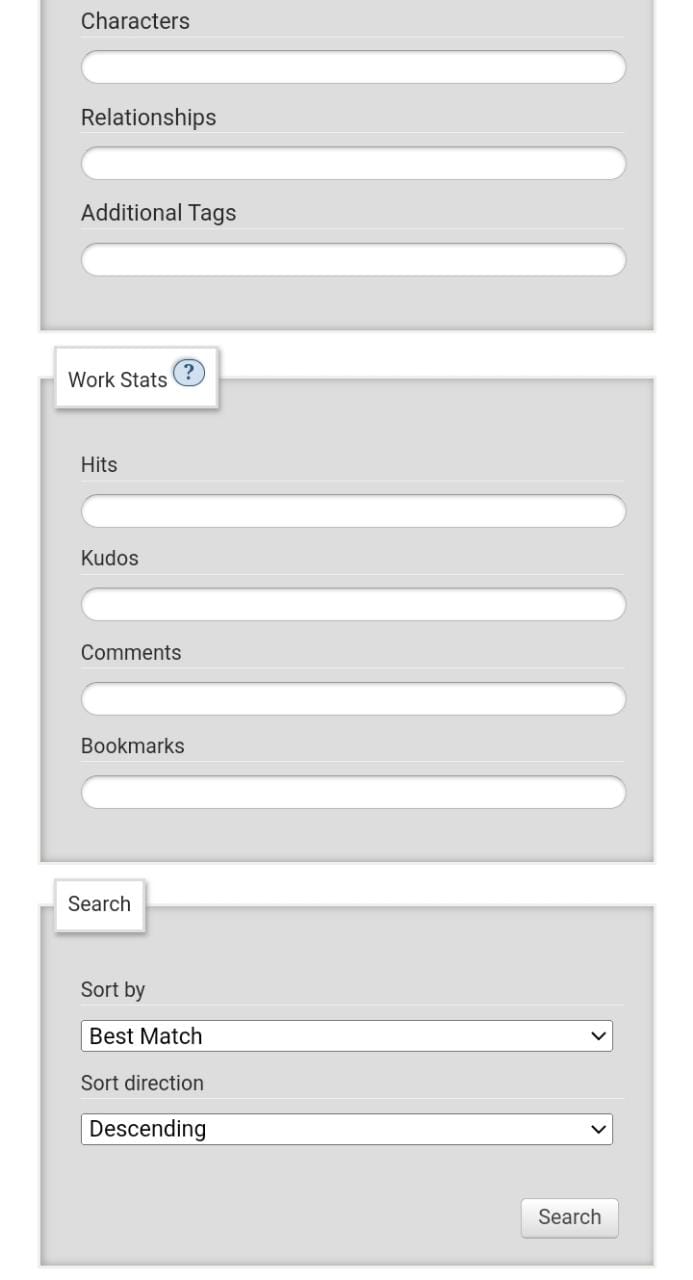 Characters
Relationships
Additional Tags
Work Stats ?
Hits
Kudos
Comments
Bookmarks
Search
Sort by
Best Match
Sort direction
Descending
Search